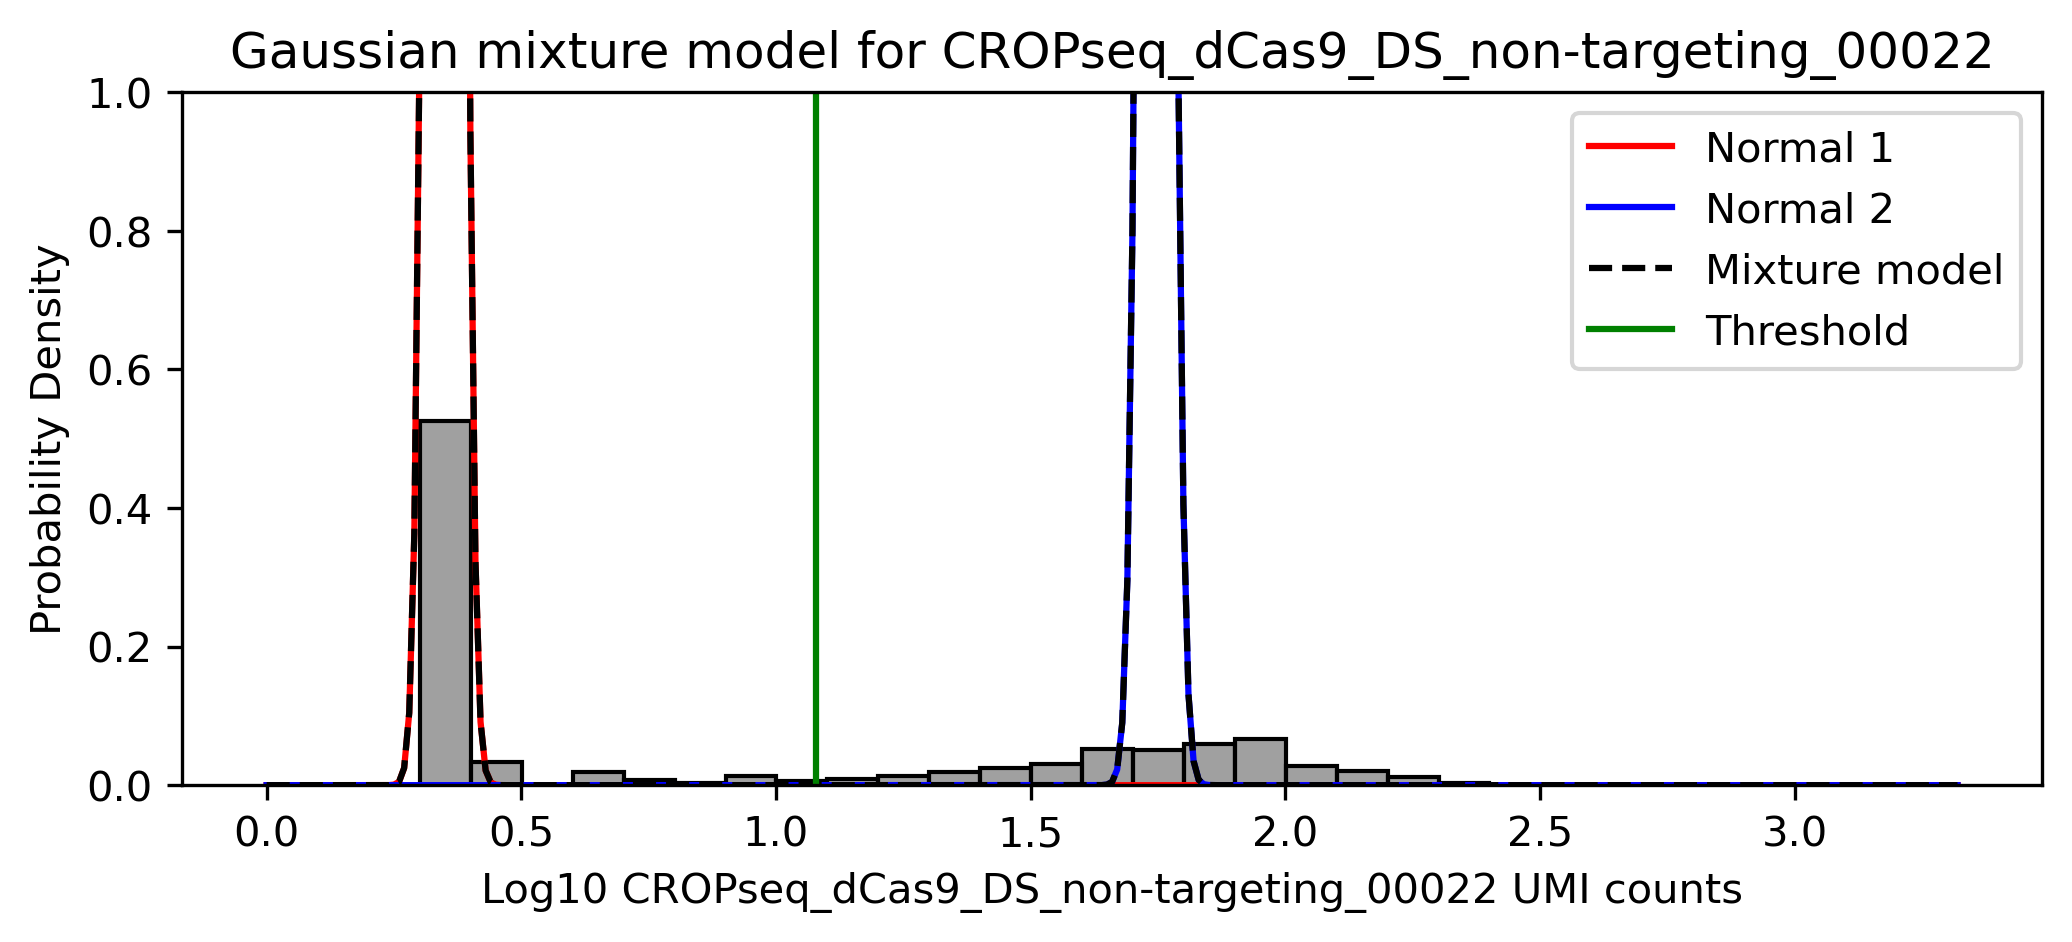 Gaussian mixture model for CROPseq_dCas9_DS_non-targeting_00022
Probability Density
1.0
0.8
0.6
0.4
0.2
0.0
Normal 1
Normal 2
Mixture model
Threshold
0.0 0.5 1.0 1.5 2.0 2.5 3.0
Log10 CROPseq_dCas9_DS_non-targeting_00022 UMI counts